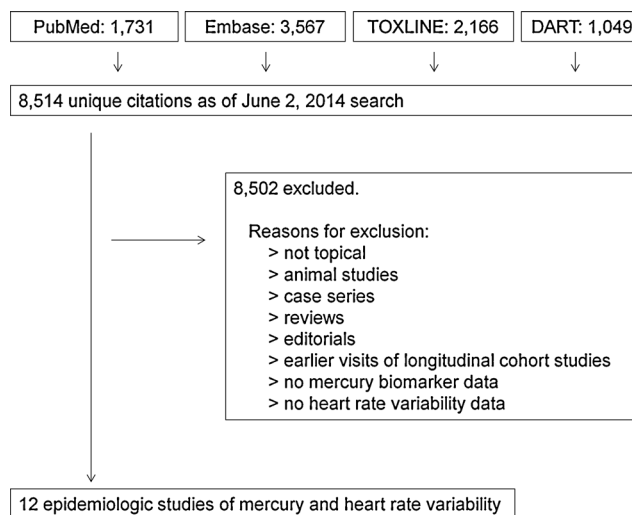 PubMed: 1,731
Embase: 3,567
TOXLINE: 2,166
DART: 1,049
8,514 unique citations as of June 2, 2014 search
8,502 excluded.
Reasons for exclusion:
> not topical
> animal studies
> case series
> reviews
> editorials
> earlier visits of longitudinal cohort studies
> no mercury biomarker data
> no heart rate variability data
12 epidemiologic studies of mercury and heart rate variability